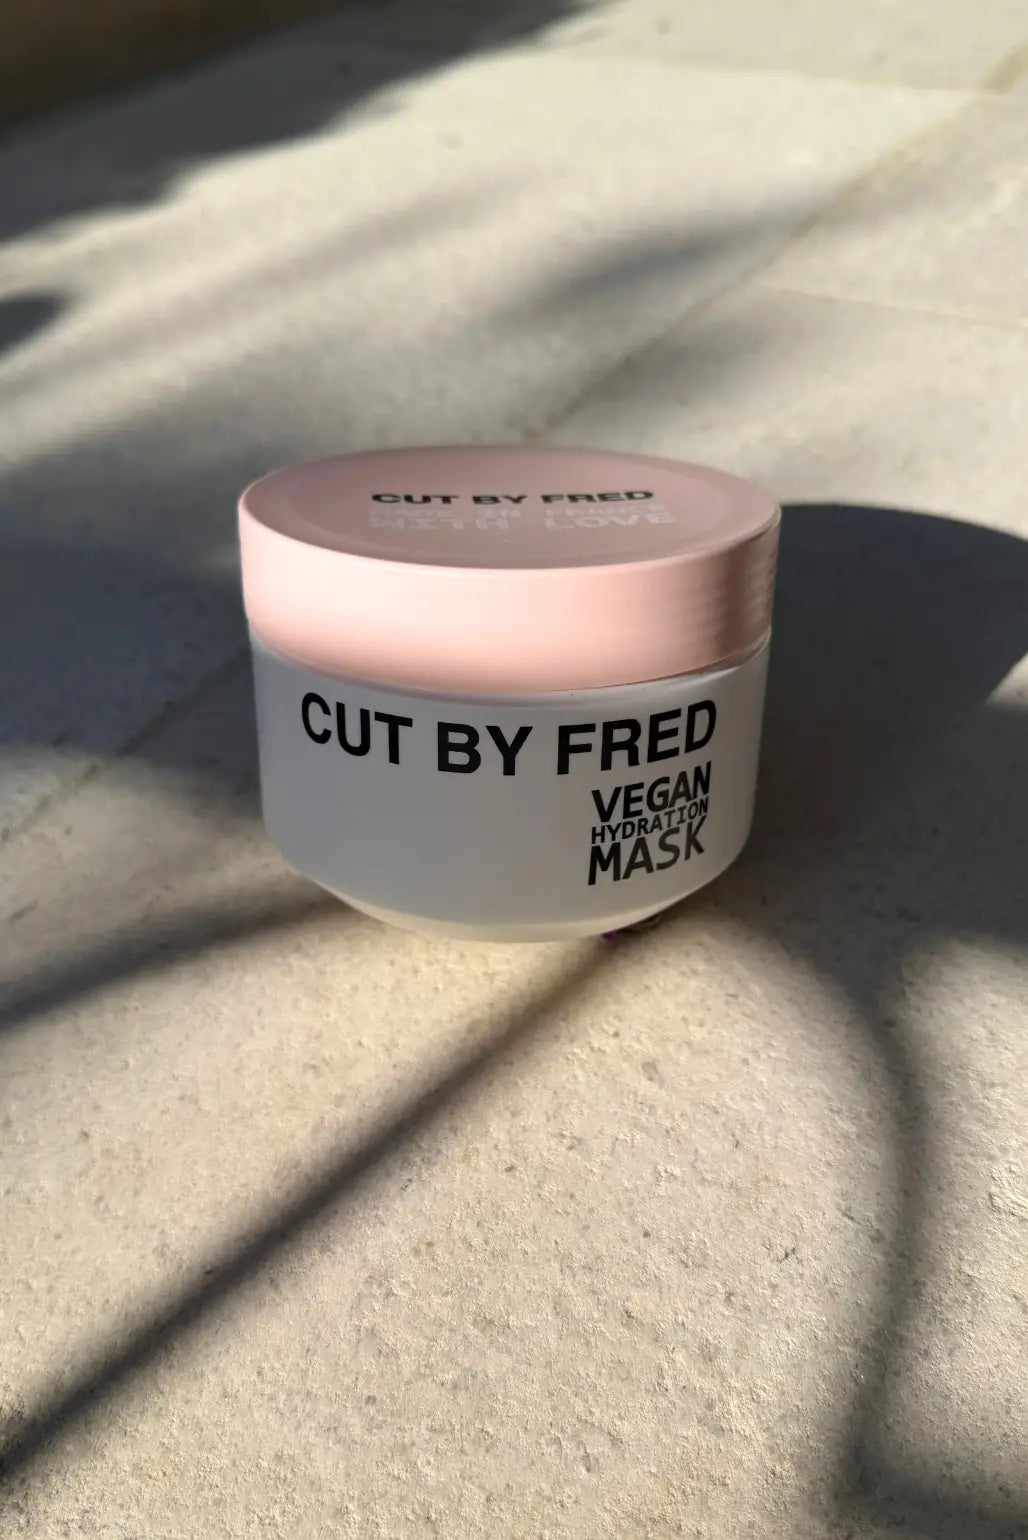 CUT BY FRED
MADE IN FRANCE
WITH LOVE
CUT BY FRED
VEGAN
HYDRATION
MASK